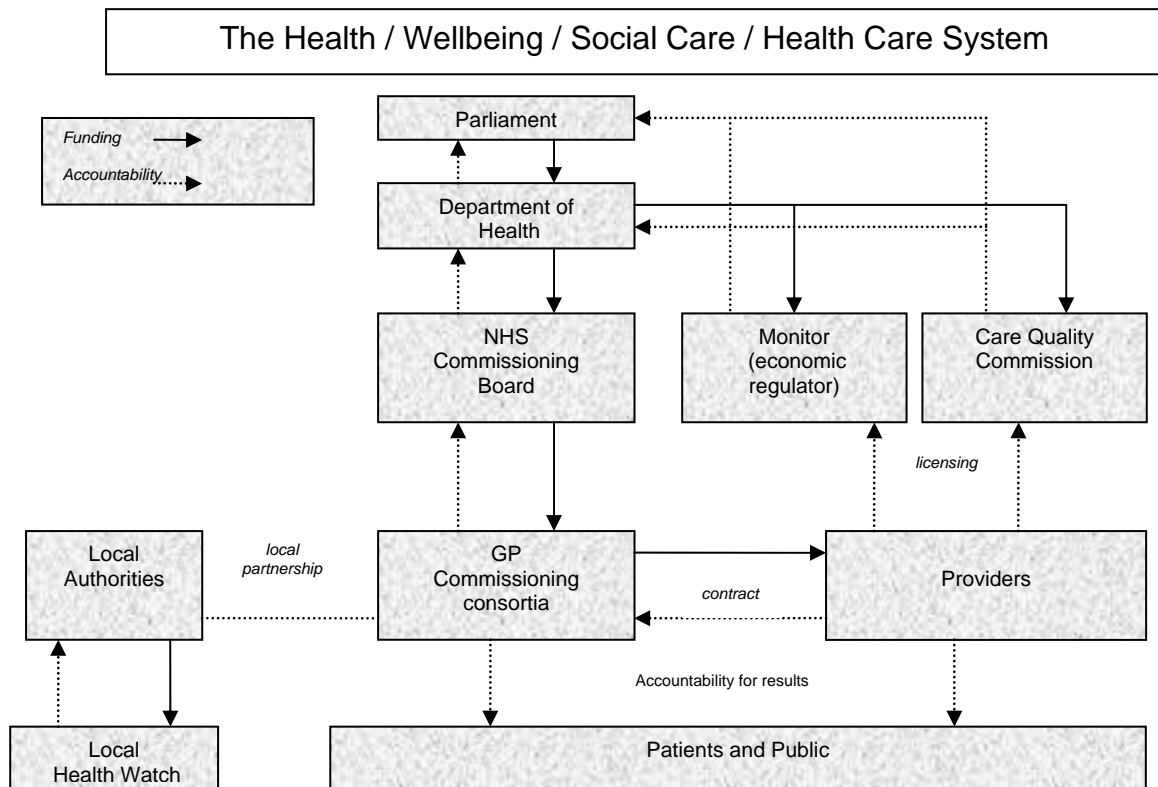 The Health / Wellbeing / Social Care / Health Care System
Funding
Accountability
Parliament
Department of
Health
NHS
Commissioning
Board
Monitor
(economic
regulator)
Care Quality
Commission
licensing
Local
Authorities
local
partnership
GP
Commissioning
consortia
contract
Providers
Accountability for results
Local
Health Watch
Patients and Public